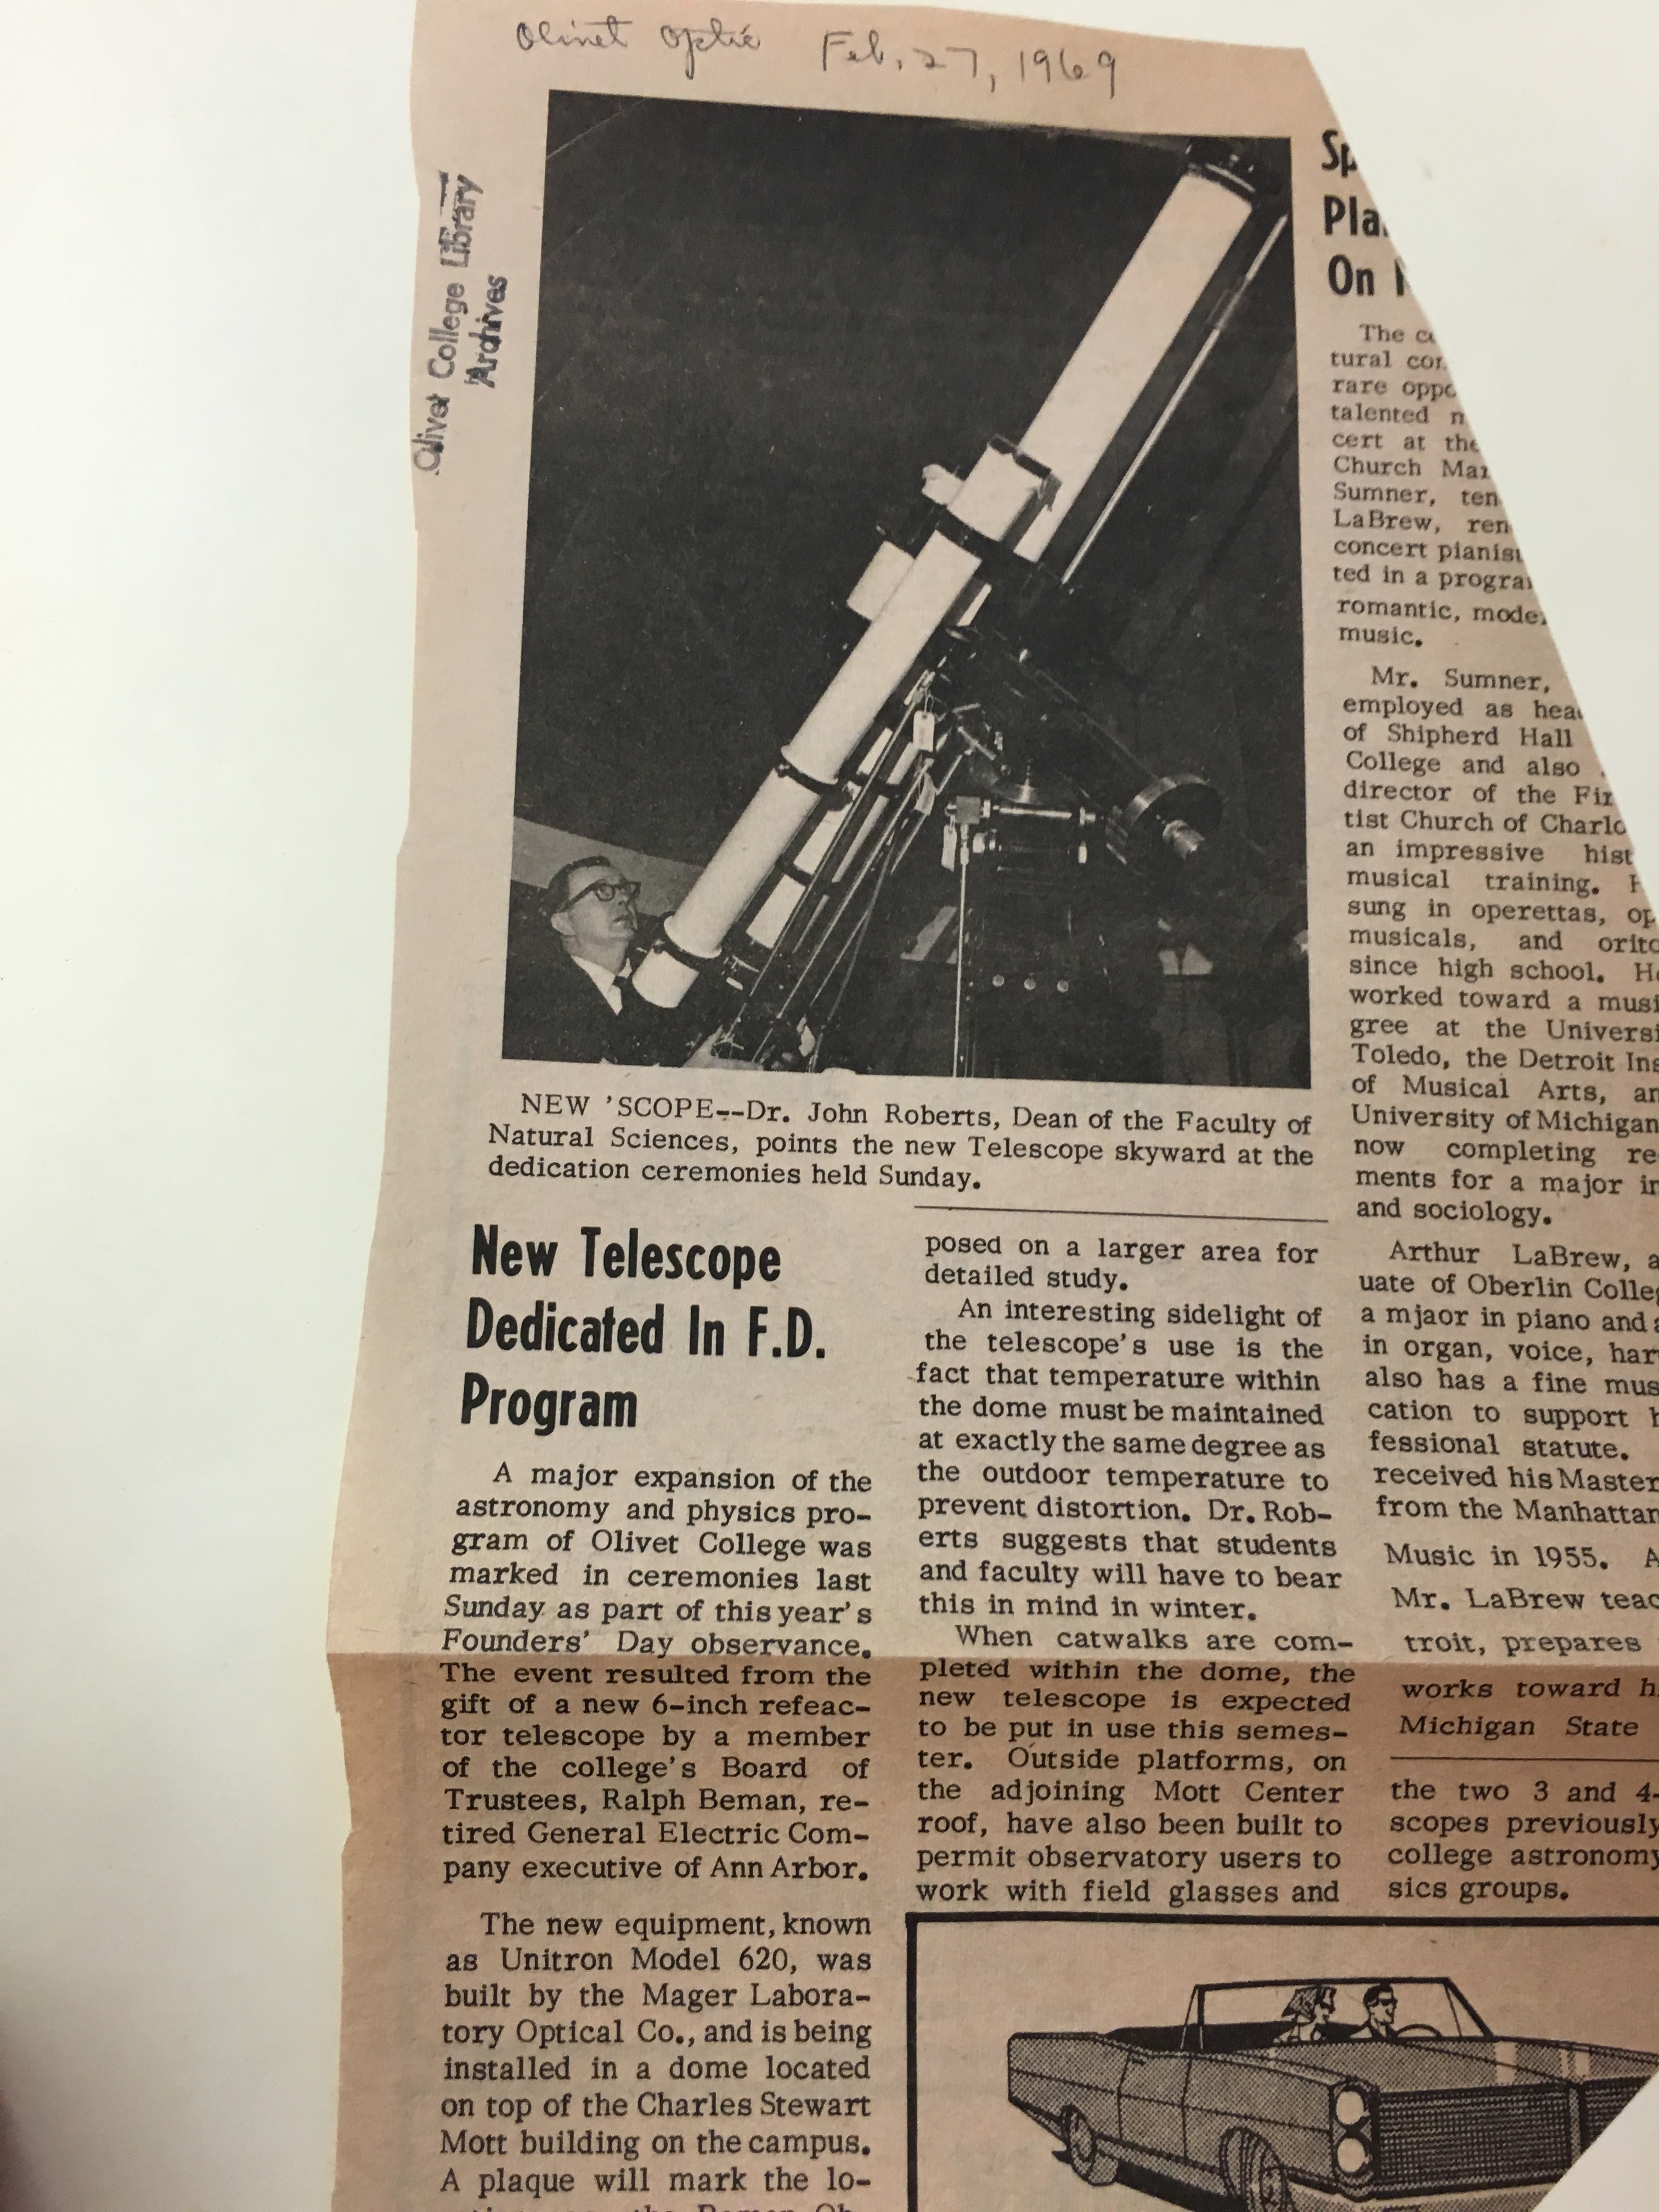 Olivet Optic Feb. 27, 1969
Olivet College Library
Archives
NEW 'SCOPE--Dr. John Roberts, Dean of the Faculty of
Natural Sciences, points the new Telescope skyward at the
dedication ceremonies held Sunday.
New Telescope
Dedicated In F.D.
Program
A major expansion of the
astronomy and physics pro-
gram of Olivet College was
marked in ceremonies last
Sunday as part of this year's
Founders' Day observance.
The event resulted from the
gift of a new 6-inch refeac-
tor telescope by a member
of the college's Board of
Trustees, Ralph Beman, re-
tired General Electric Com-
pany executive of Ann Arbor.
The new equipment, known
as Unitron Model 620, was
built by the Mager Labora-
tory Optical Co., and is being
installed in a dome located
on top of the Charles Stewart
Mott building on the campus.
A plaque will mark the lo-
posed on a larger area for
detailed study.
An interesting sidelight of
the telescope's use is the
fact that temperature within
the dome must be maintained
at exactly the same degree as
the outdoor temperature to
prevent distortion. Dr. Rob-
erts suggests that students
and faculty will have to bear
this in mind in winter.
When catwalks are com-
pleted within the dome, the
new telescope is expected
to be put in use this semes-
ter. Outside platforms, on
the adjoining Mott Center
roof, have also been built to
permit observatory users to
work with field glasses and
Sp
Pla
On
The
tural
rare
talented
cert at the
Church
Sumner, ten
LaBrew, ren
concert
ted in a
romantic,
music.
Mr. Sumner,
employed as
of Shipherd Hall
College and also
director of the
tist Church of
an impressive
musical training.
sung in operettas,
musicals, and
since high school.
worked toward a
gree at the
Toledo, the Detroit
of Musical Arts,
University of Michigan
now completing re
ments for a major
and sociology.
Arthur LaBrew,
uate of Oberlin
a mjaor in piano and
in organ, voice,
also has a fine
cation to support
fessional statute.
received his Master
from the Manhattan
Music in 1955.
Mr. LaBrew
troit, prepares
works toward
Michigan State
the two 3 and 4-
scopes previously
college astronomy
sics groups.